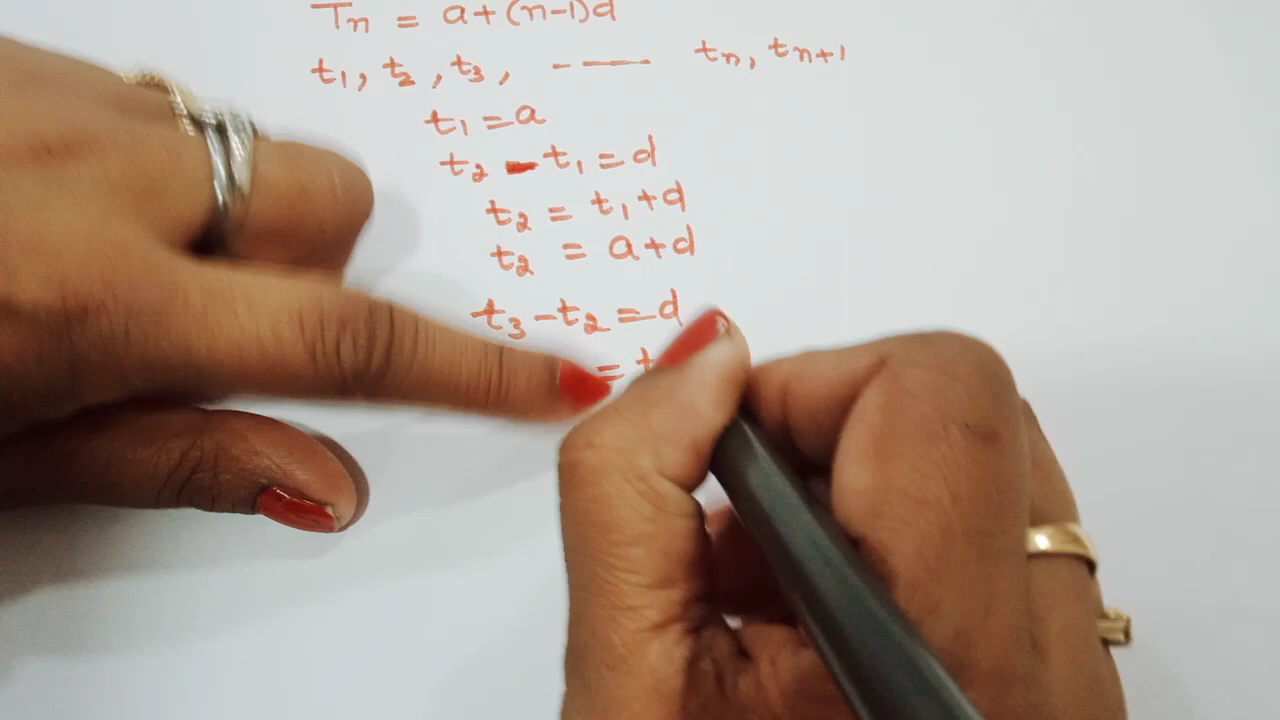 Tn = a+(n-1)d
t1, t2, t3, ----- tn, tn+1
t1 = a
t2 - t1 = d
t2 = t1+d
t2 = a+d
t3-t2=d
= t